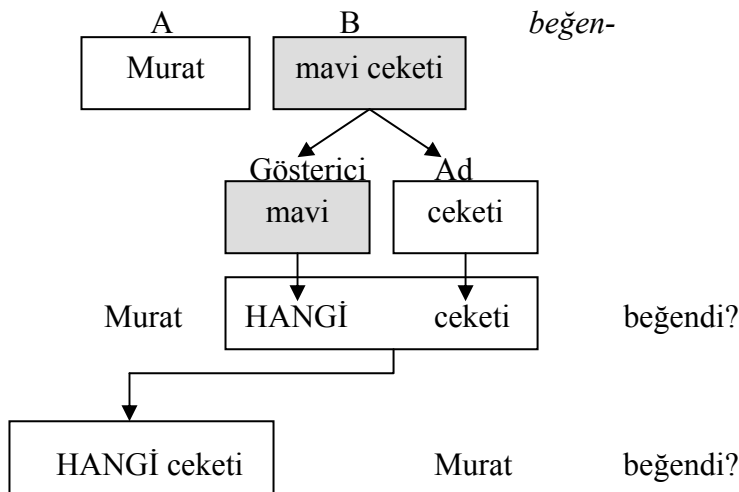 A B beğen-
Murat mavi ceketi
Gösterici Ad
mavi ceketi
Murat HANGİ ceketi beğendi?
HANGİ ceketi Murat beğendi?